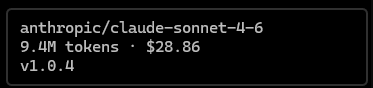 anthropic/claude-sonnet-4-6
9.4M tokens · $28.86
v1.0.4